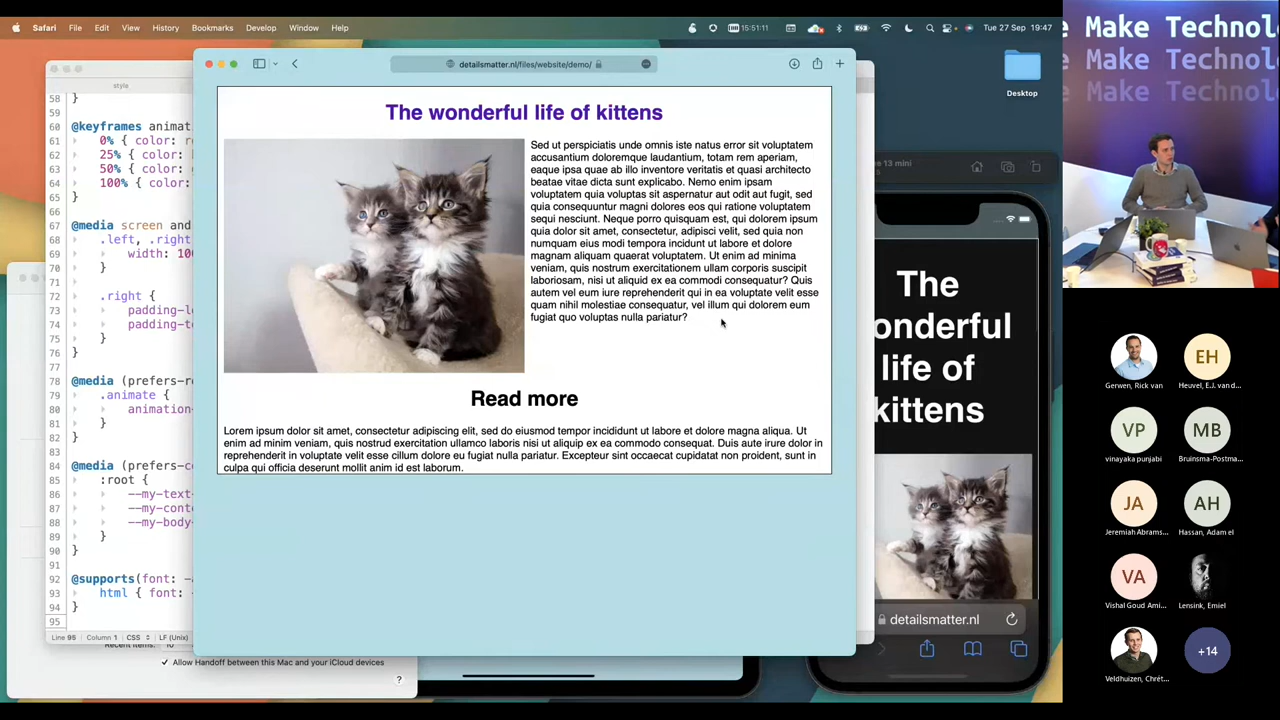 Safari File Edit View History Bookmarks Develop Window Help
15:51:11
Tue 27 Sep 19:47
Make Technol
Make Technol
Make Technol
Desktop
style
58 }
59
60 @keyframes animati
61 0% { color: r
62 25% { color:
63 50% { color: g
64 100% { color:
65 }
66
67 @media screen and
68 .left, .right
69 width: 100
70 }
71
72 .right {
73 padding-l
74 padding-t
75 }
76 }
77
78 @media (prefers-r
79 .animate {
80 animation-
81 }
82 }
83
84 @media (prefers-c
85 :root {
86 --my-text-
87 --my-conte
88 --my-body-
89 }
90 }
91
92 @supports(font: -a
93 html { font: -
94 }
95
Line 95 Column 1 CSS LF (Unix)
Allow Handoff between this Mac and your iCloud devices
?
detailsmatter.nl/files/website/demo/
The wonderful life of kittens
Sed ut perspiciatis unde omnis iste natus error sit voluptatem
accusantium doloremque laudantium, totam rem aperiam,
eaque ipsa quae ab illo inventore veritatis et quasi architecto
beatae vitae dicta sunt explicabo. Nemo enim ipsam
voluptatem quia voluptas sit aspernatur aut odit aut fugit, sed
quia consequuntur magni dolores eos qui ratione voluptatem
sequi nesciunt. Neque porro quisquam est, qui dolorem ipsum
quia dolor sit amet, consectetur, adipisci velit, sed quia non
numquam eius modi tempora incidunt ut labore et dolore
magnam aliquam quaerat voluptatem. Ut enim ad minima
veniam, quis nostrum exercitationem ullam corporis suscipit
laboriosam, nisi ut aliquid ex ea commodi consequatur? Quis
autem vel eum iure reprehenderit qui in ea voluptate velit esse
quam nihil molestiae consequatur, vel illum qui dolorem eum
fugiat quo voluptas nulla pariatur?
Read more
Lorem ipsum dolor sit amet, consectetur adipiscing elit, sed do eiusmod tempor incididunt ut labore et dolore magna aliqua. Ut
enim ad minim veniam, quis nostrud exercitation ullamco laboris nisi ut aliquip ex ea commodo consequat. Duis aute irure dolor in
reprehenderit in voluptate velit esse cillum dolore eu fugiat nulla pariatur. Excepteur sint occaecat cupidatat non proident, sunt in
culpa qui officia deserunt mollit anim id est laborum.
13 mini
The
onderful
life of
kittens
detailsmatter.nl
Gerwen, Rick van
EH
Heuvel, E.J. van d...
VP
vinayaka punjabi
MB
Bruinsma-Postma...
JA
Jeremiah Abrams...
AH
Hassan, Adam el
VA
Vishal Goud Ami...
Lensink, Emiel
Veldhuizen, Chrét...
+14